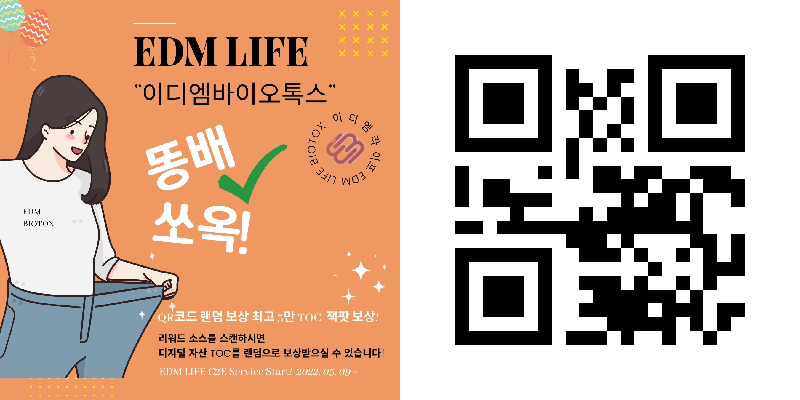 EDM LIFE
"이디엠바이오톡스"
이 디 엠 라 이 프 EDM LIFE BIOTOX
똥배
쏘옥!
EDM
BIOTOX
QR코드 랜덤 보상 최고 5만 TOC 잭팟 보상!
리워드 소스를 스캔하시면
디지털 자산 TOC를 랜덤으로 보상받으실 수 있습니다!
EDM LIFE C2E Service Start! 2022. 05. 09 ~